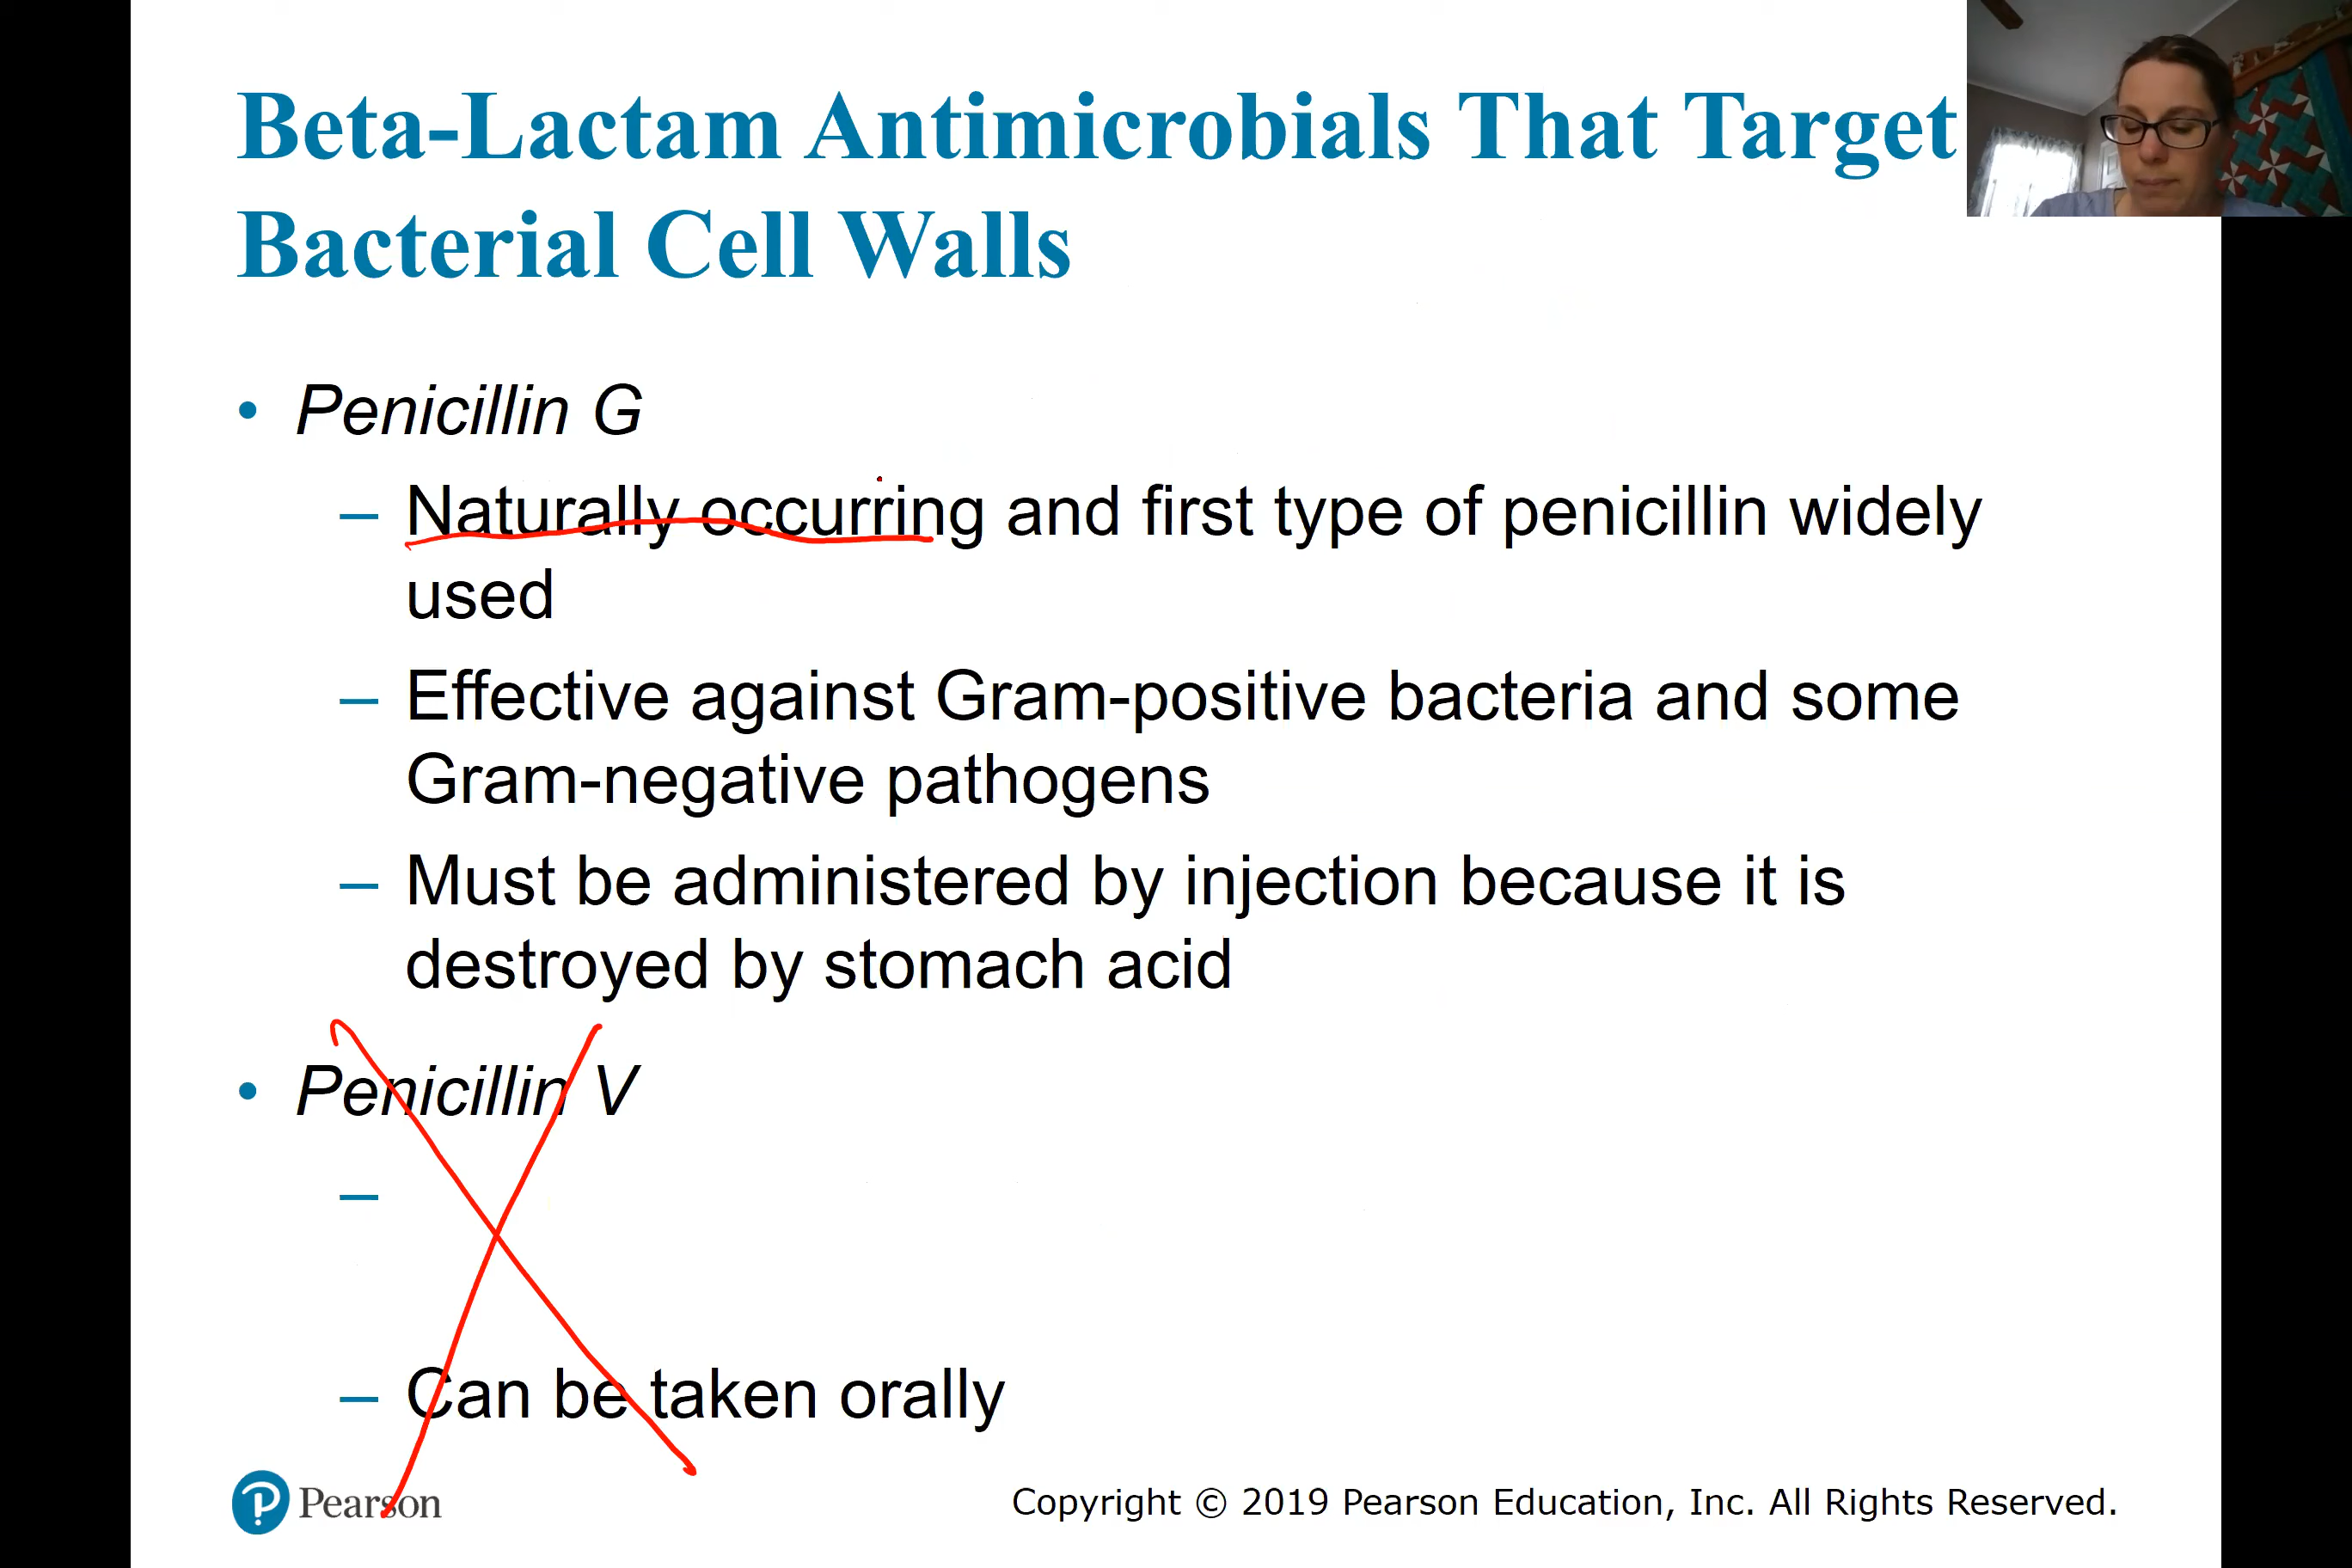 Beta-Lactam Antimicrobials That Target
Bacterial Cell Walls
• Penicillin G
– Naturally occurring and first type of penicillin widely
used
– Effective against Gram-positive bacteria and some
Gram-negative pathogens
– Must be administered by injection because it is
destroyed by stomach acid
• Penicillin V
–
– Can be taken orally
Pearson
Copyright © 2019 Pearson Education, Inc. All Rights Reserved.